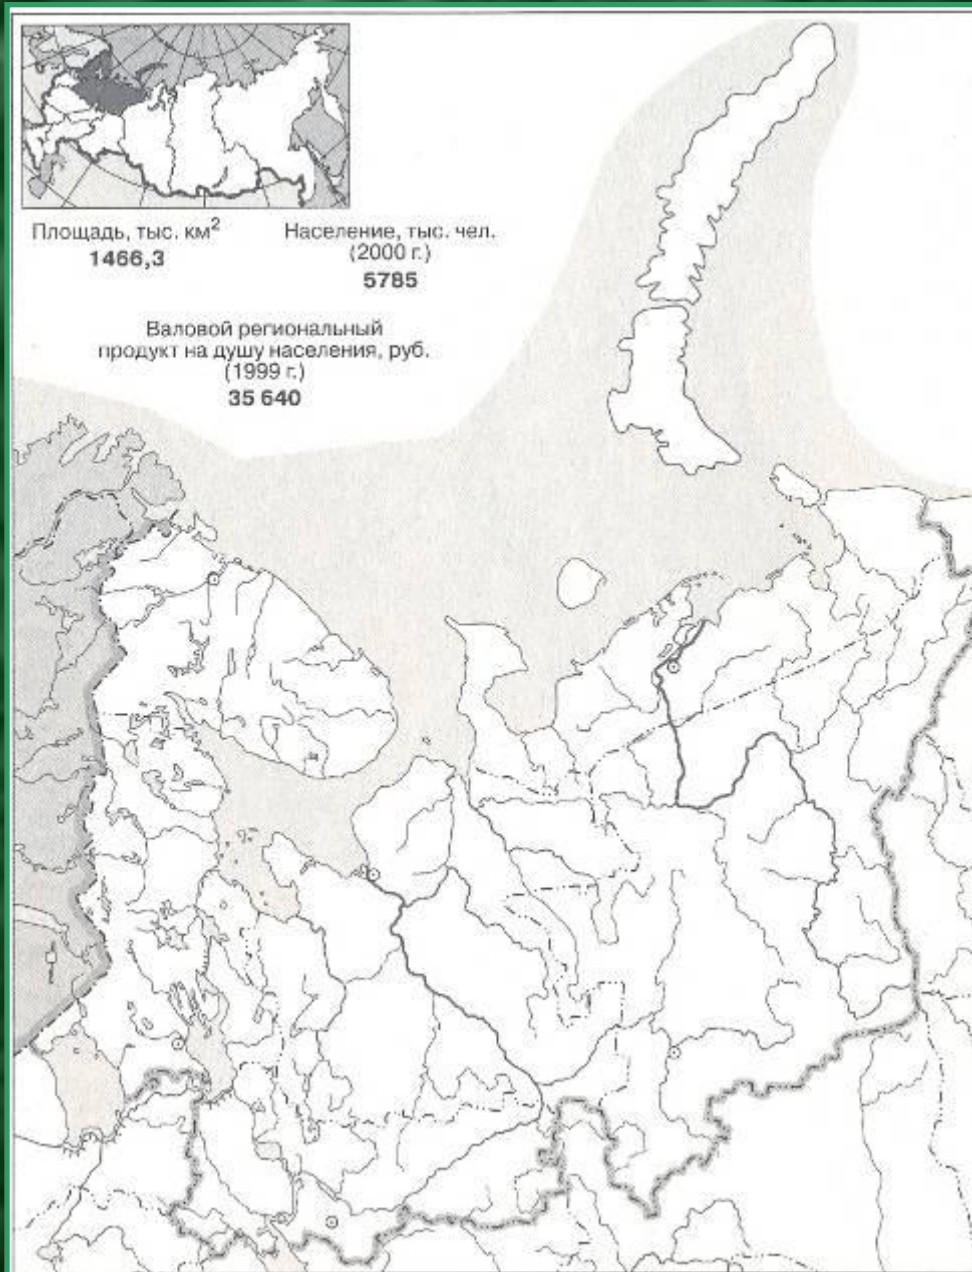 Площадь, тыс. км²
1466,3
Население, тыс. чел.
(2000 г.)
5785
Валовой региональный
продукт на душу населения, руб.
(1999 г.)
35 640